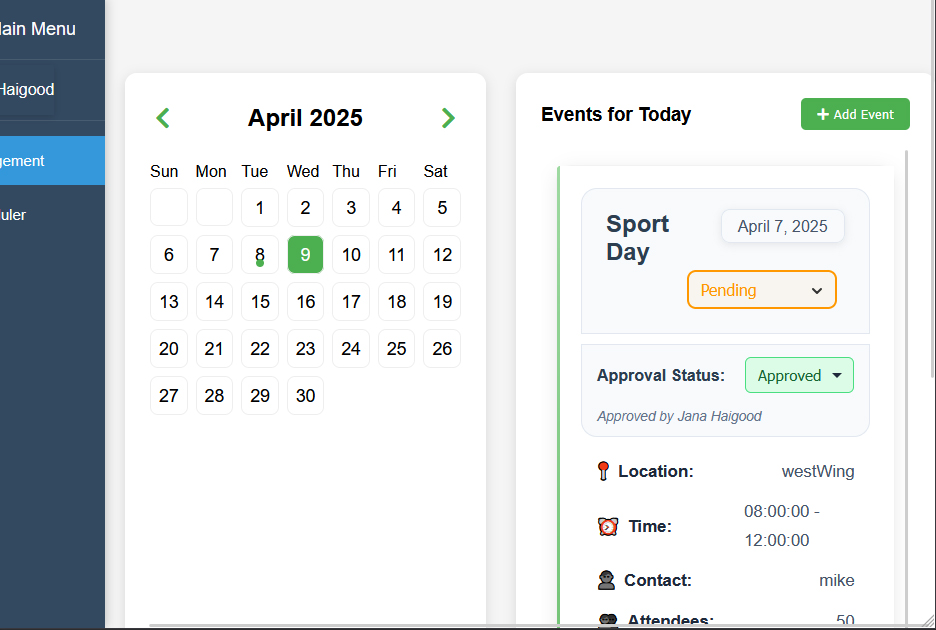 ain Menu
Haigood
gement
uler
April 2025
Sun Mon Tue Wed Thu Fri Sat
1 2 3 4 5
6 7 8 9 10 11 12
13 14 15 16 17 18 19
20 21 22 23 24 25 26
27 28 29 30
Events for Today
+ Add Event
Sport
Day
April 7, 2025
Pending
Approval Status:
Approved
Approved by Jana Haigood
Location: westWing
Time: 08:00:00 -
12:00:00
Contact: mike
Attendees: 50